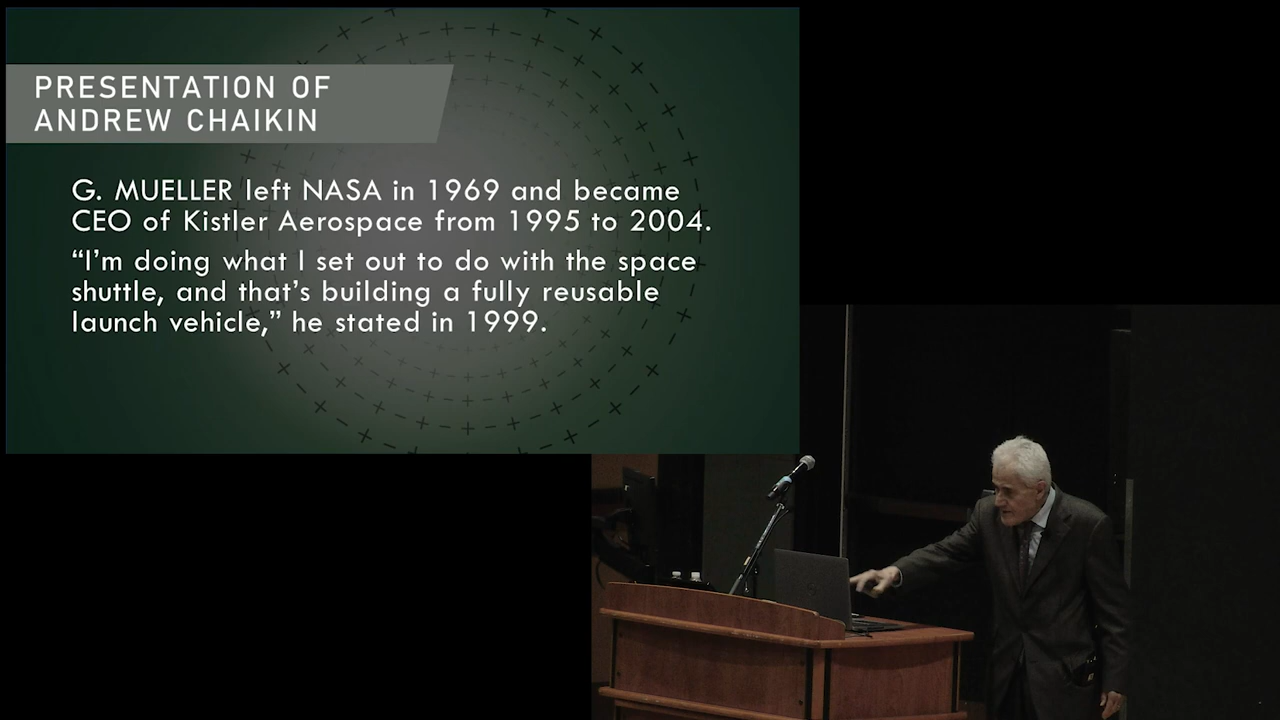 PRESENTATION OF
ANDREW CHAIKIN
G. MUELLER left NASA in 1969 and became
CEO of Kistler Aerospace from 1995 to 2004.
“I’m doing what I set out to do with the space
shuttle, and that’s building a fully reusable
launch vehicle,” he stated in 1999.